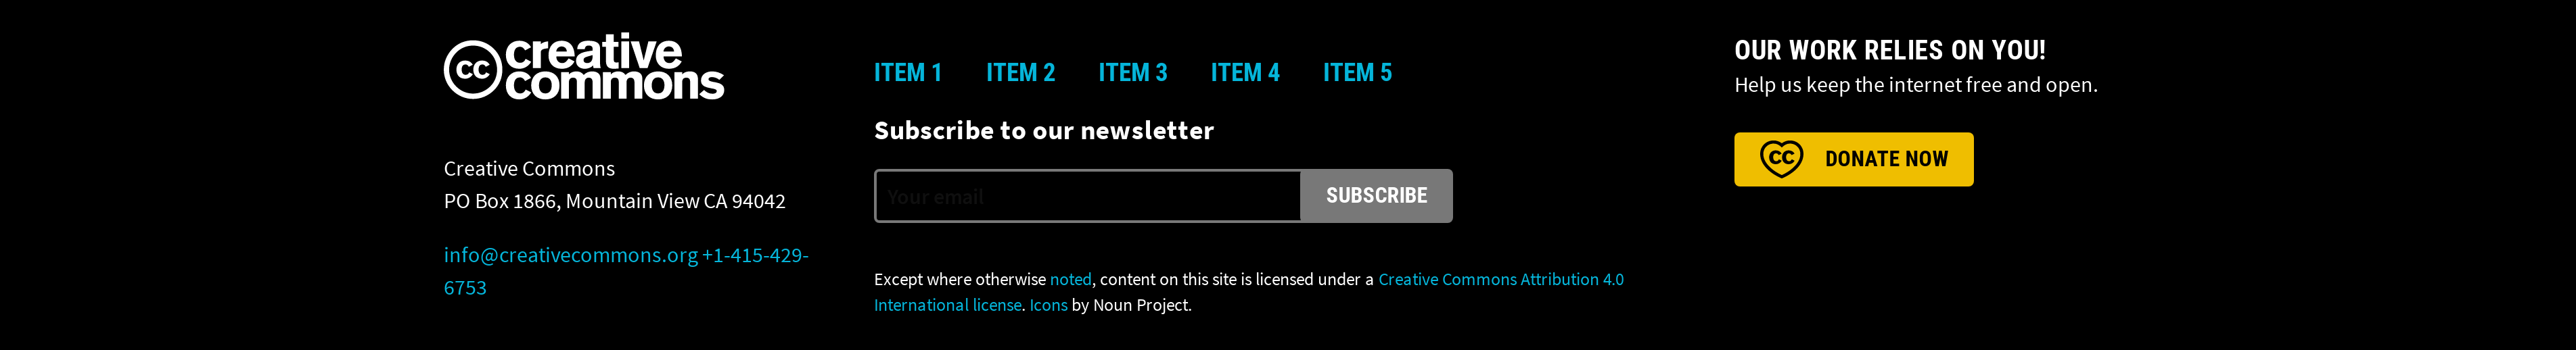 creative
commons
Creative Commons
PO Box 1866, Mountain View CA 94042
info@creativecommons.org +1-415-429-
6753
ITEM 1 ITEM 2 ITEM 3 ITEM 4 ITEM 5
Subscribe to our newsletter
Your email SUBSCRIBE
Except where otherwise noted, content on this site is licensed under a Creative Commons Attribution 4.0
International license. Icons by Noun Project.
OUR WORK RELIES ON YOU!
Help us keep the internet free and open.
DONATE NOW